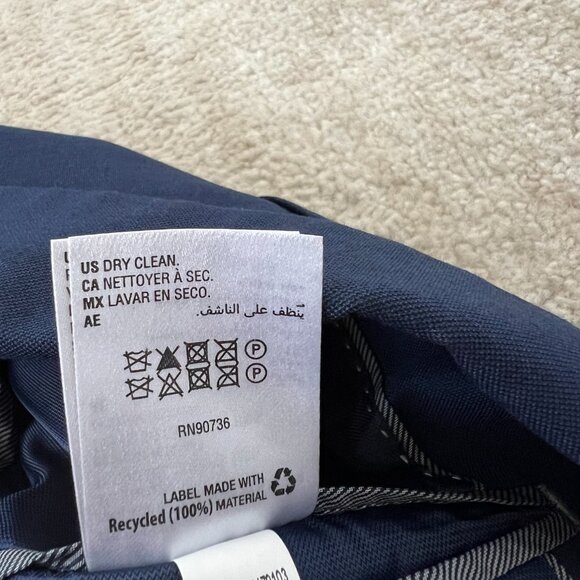 US DRY CLEAN.
CA NETTOYER À SEC.
MX LAVAR EN SECO.
AE يُنظف على الناشف.
P
P
RN90736
LABEL MADE WITH
Recycled (100%) MATERIAL